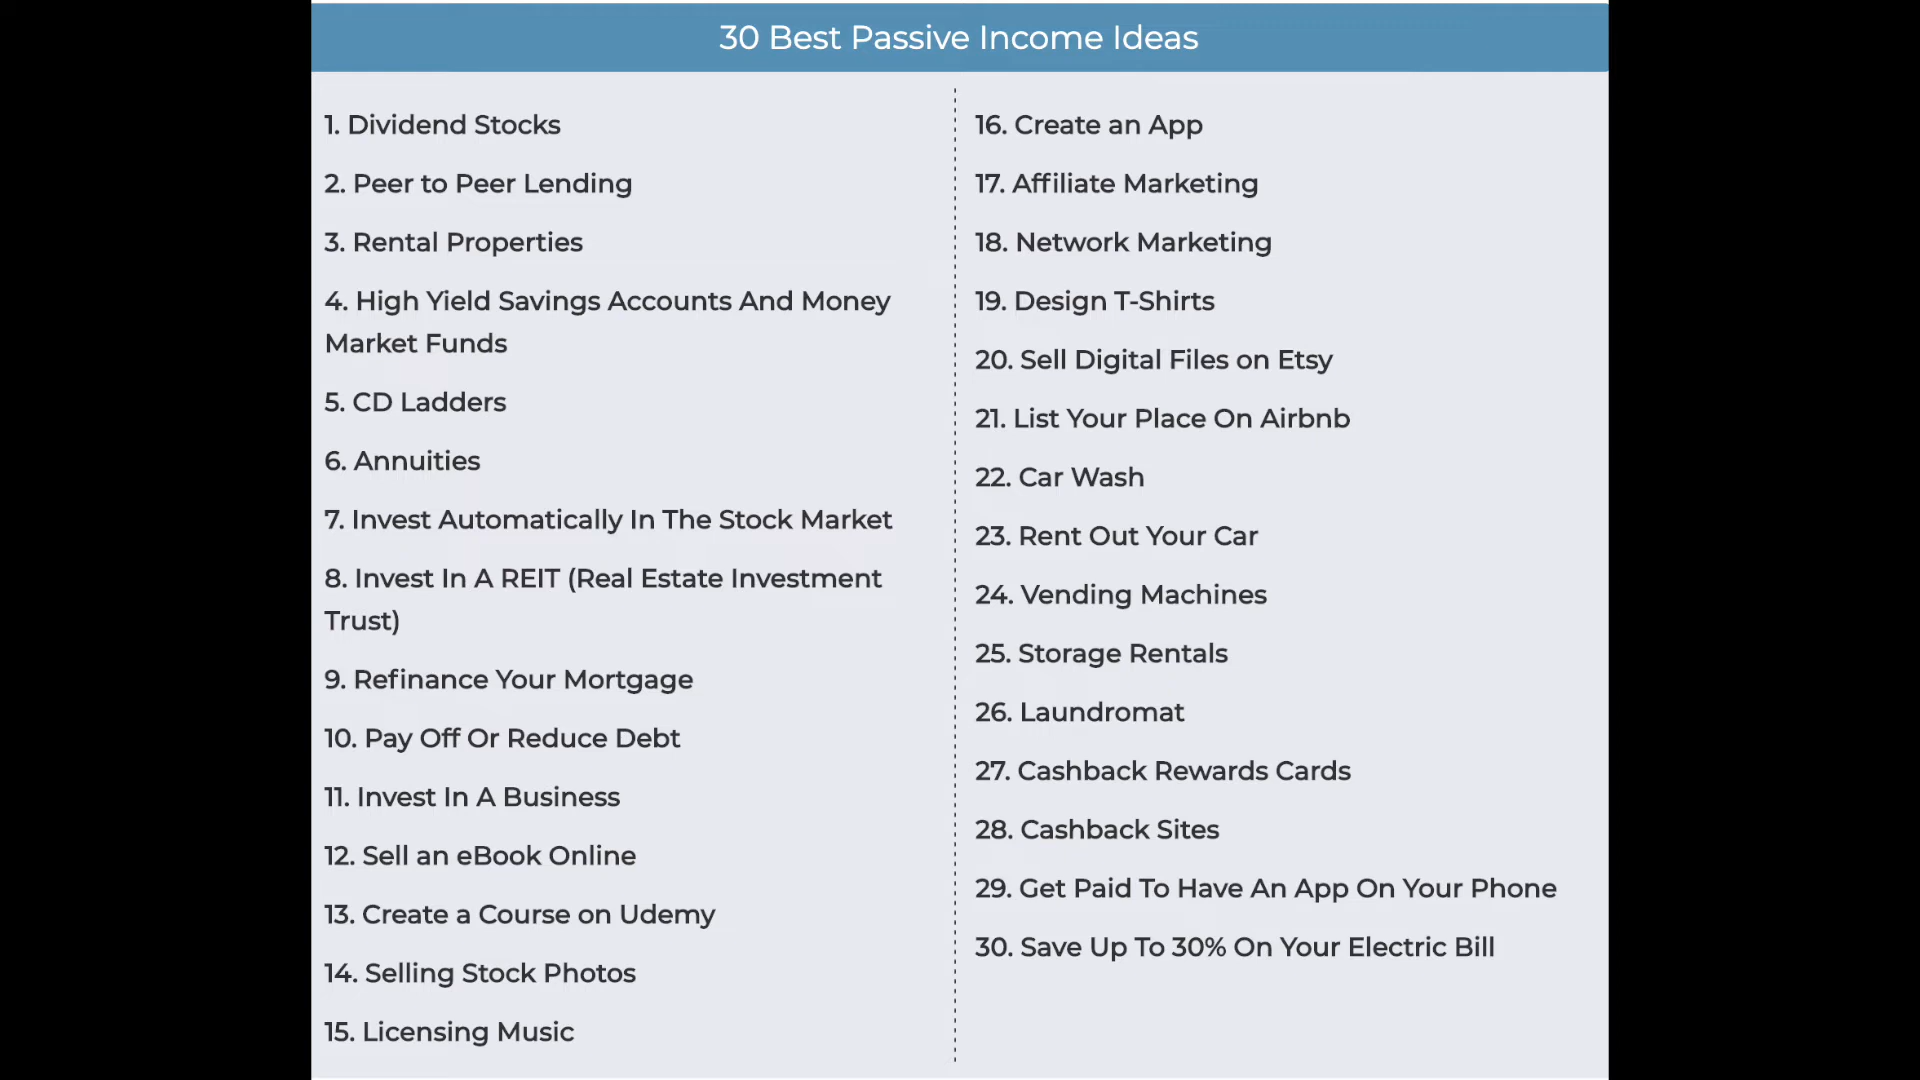 30 Best Passive Income Ideas
1. Dividend Stocks
2. Peer to Peer Lending
3. Rental Properties
4. High Yield Savings Accounts And Money
Market Funds
5. CD Ladders
6. Annuities
7. Invest Automatically In The Stock Market
8. Invest In A REIT (Real Estate Investment
Trust)
9. Refinance Your Mortgage
10. Pay Off Or Reduce Debt
11. Invest In A Business
12. Sell an eBook Online
13. Create a Course on Udemy
14. Selling Stock Photos
15. Licensing Music
16. Create an App
17. Affiliate Marketing
18. Network Marketing
19. Design T-Shirts
20. Sell Digital Files on Etsy
21. List Your Place On Airbnb
22. Car Wash
23. Rent Out Your Car
24. Vending Machines
25. Storage Rentals
26. Laundromat
27. Cashback Rewards Cards
28. Cashback Sites
29. Get Paid To Have An App On Your Phone
30. Save Up To 30% On Your Electric Bill